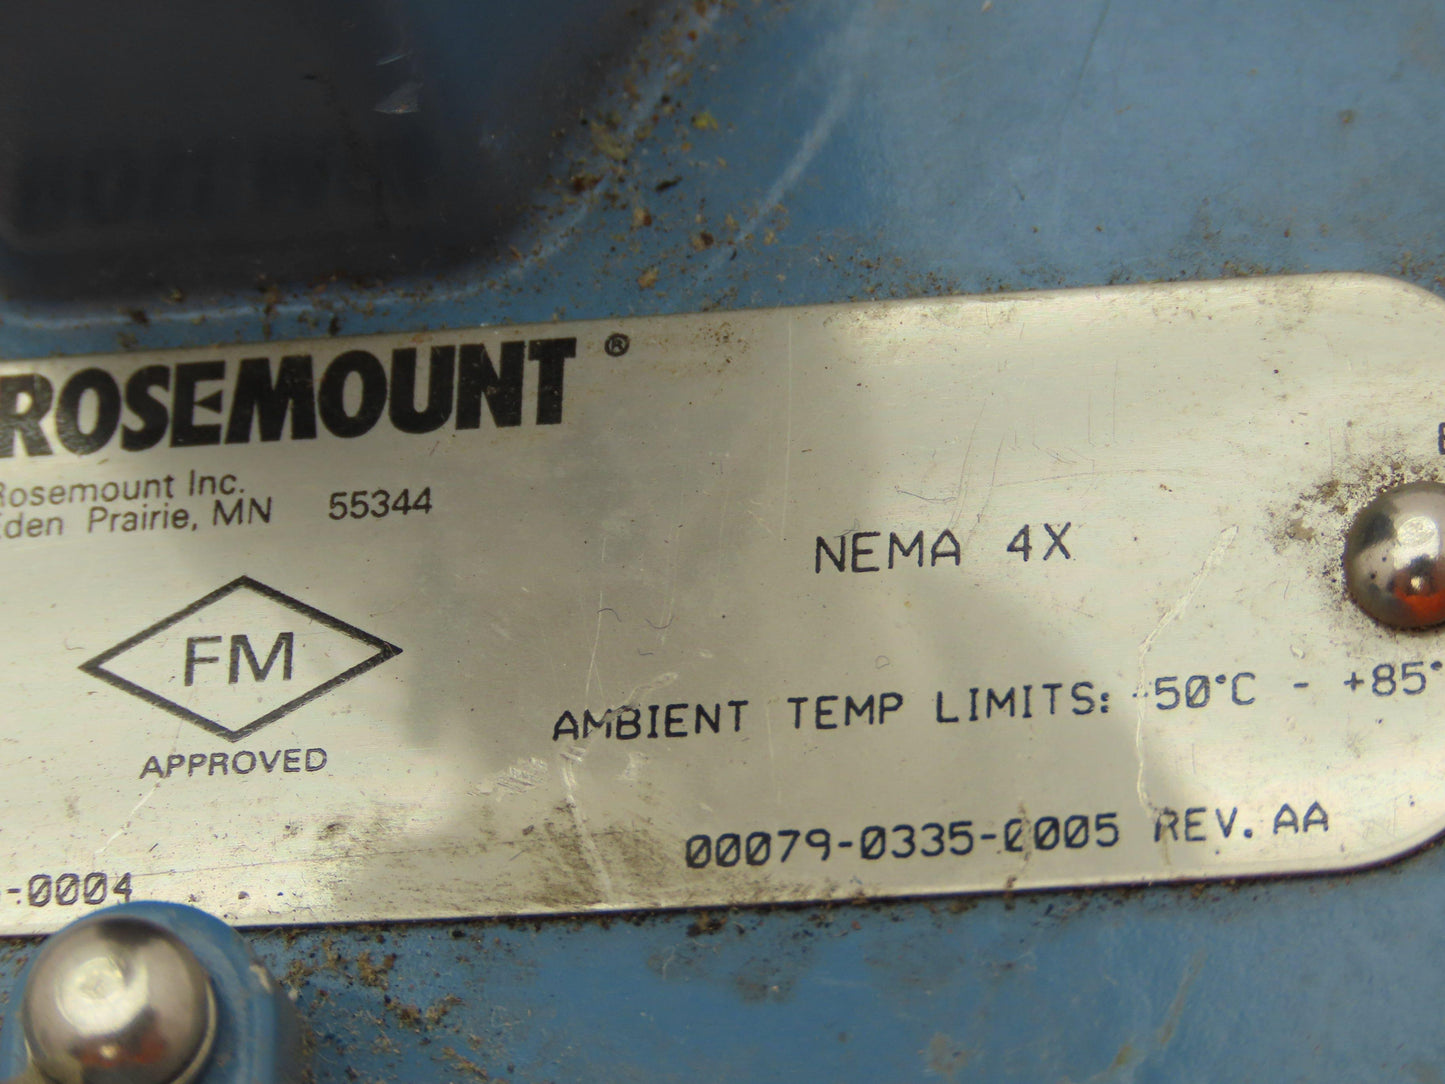 ROSEMOUNT ®
Rosemount Inc.
Eden Prairie, MN 55344
FM
APPROVED
NEMA 4X
AMBIENT TEMP LIMITS: -50°C - +85°
00079-0335-0005 REV. AA
-0004